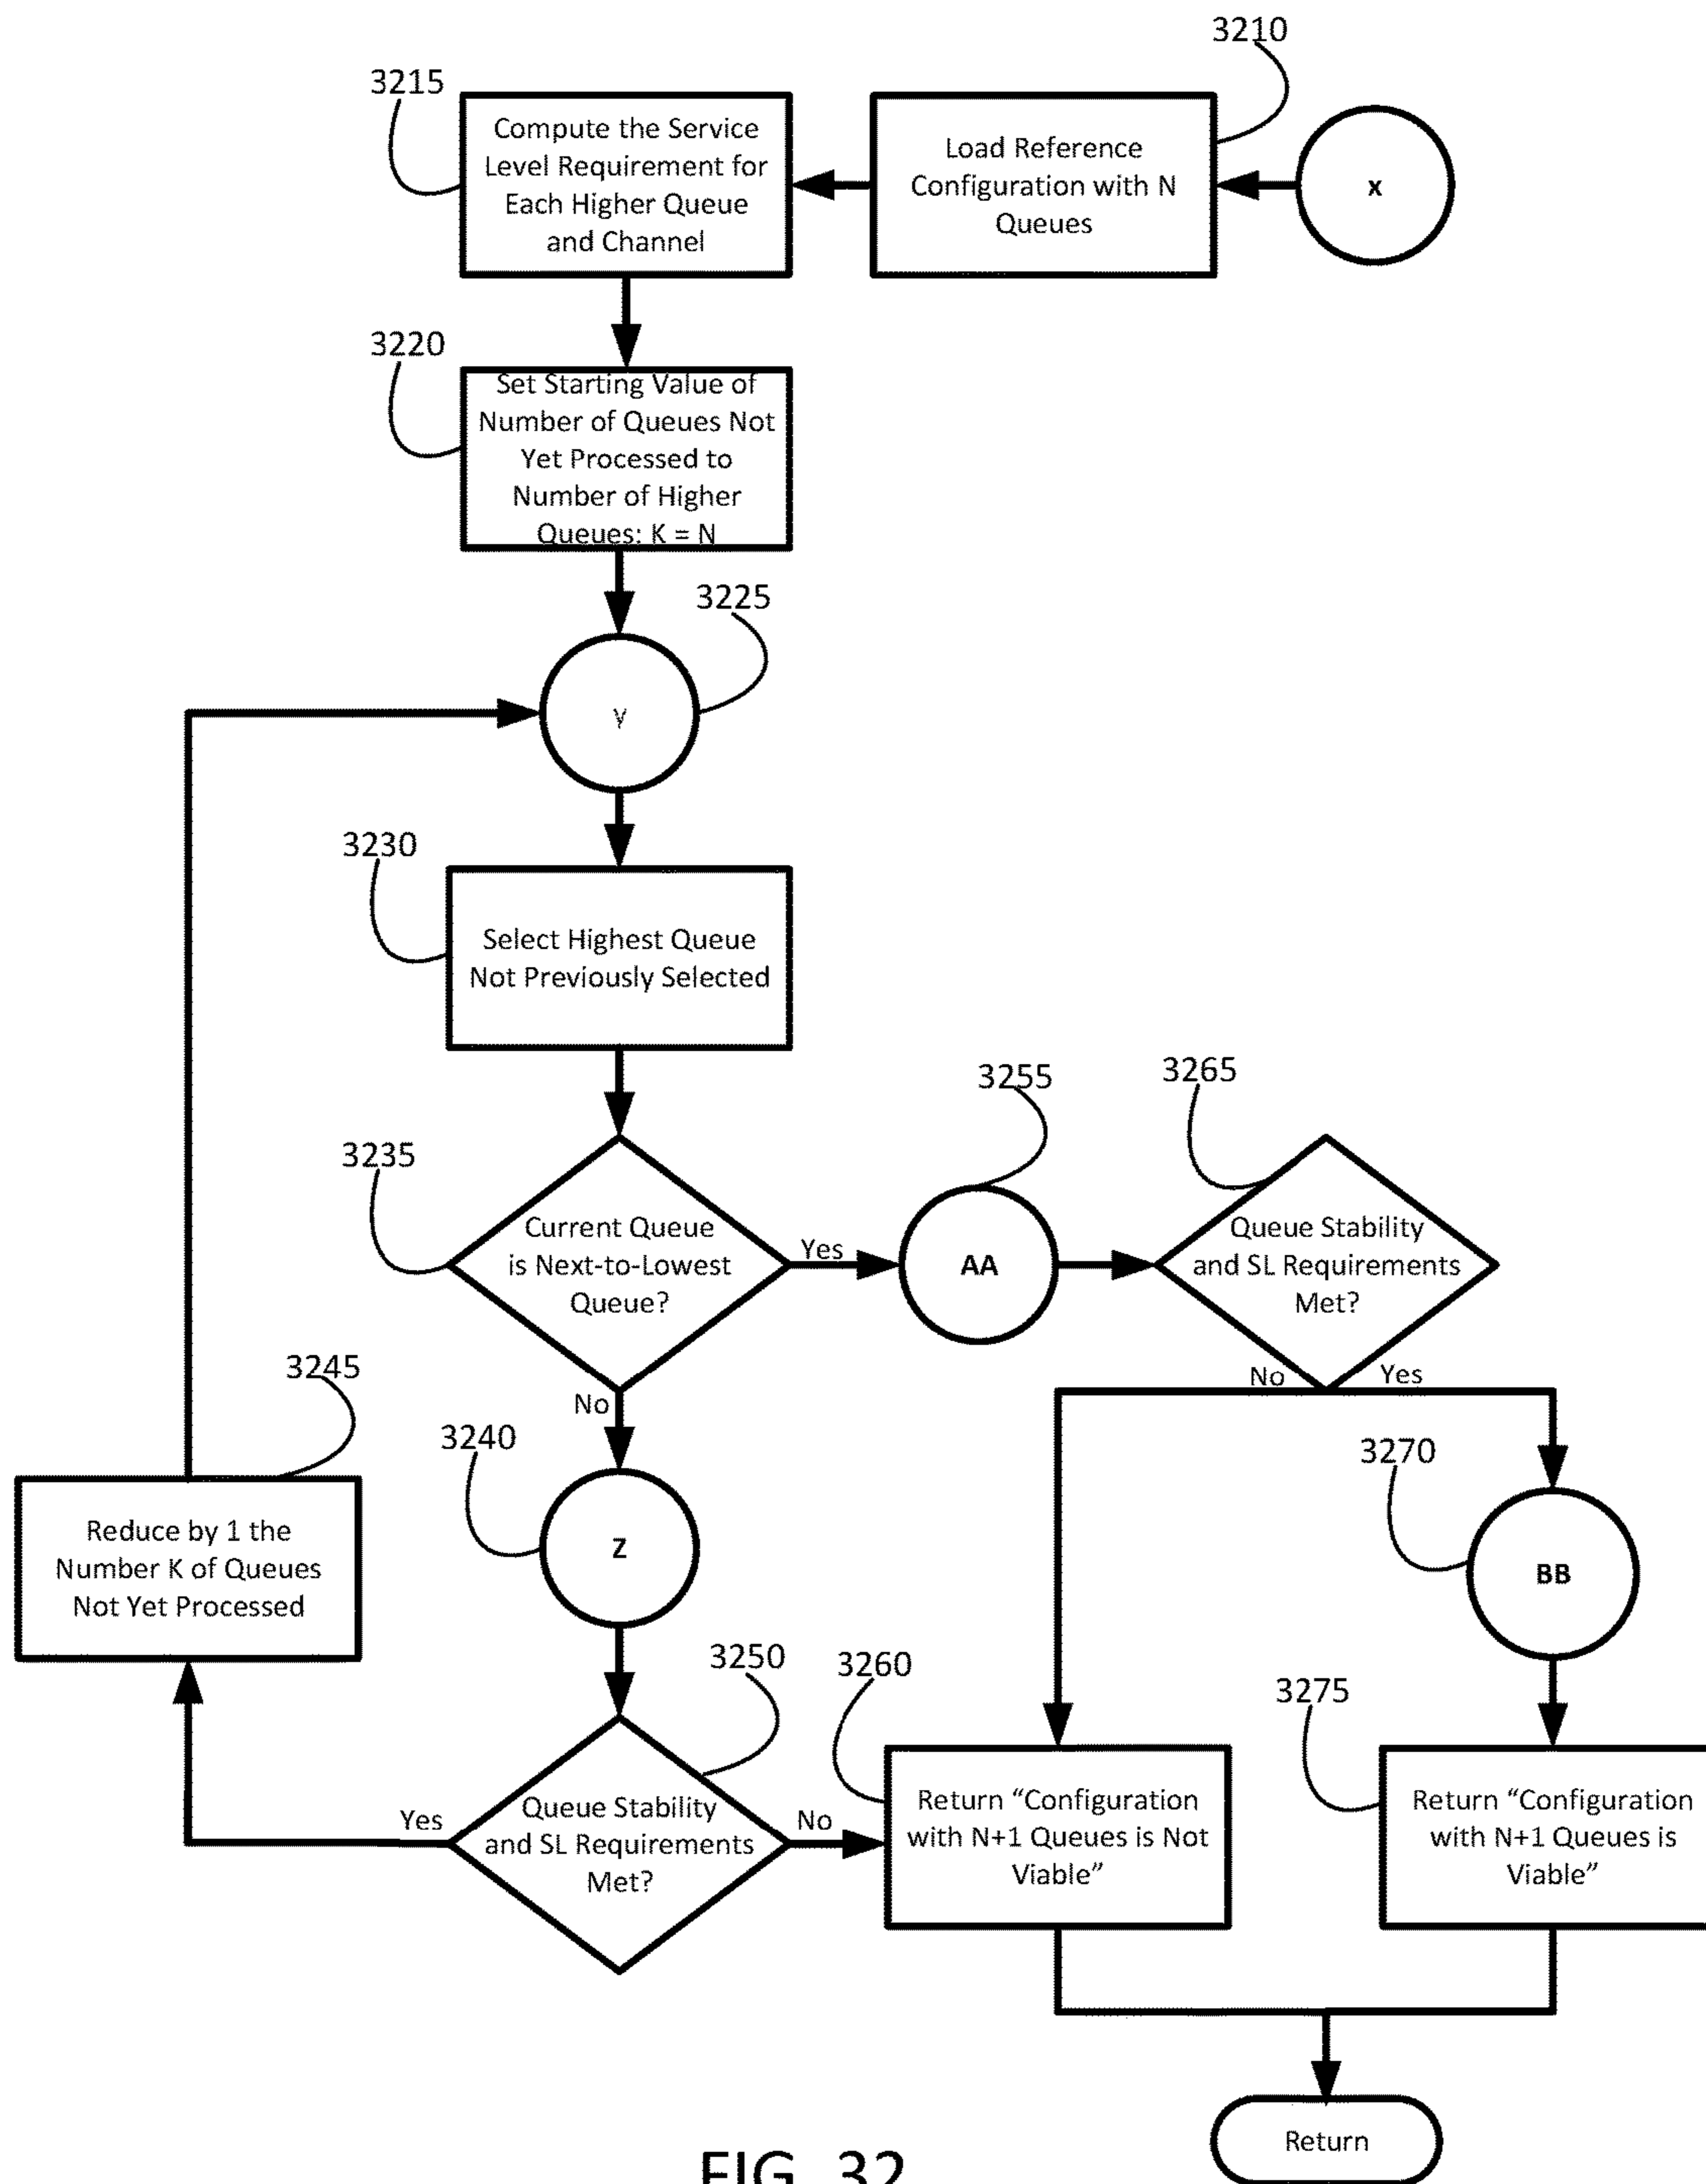 3210
3215
Compute the Service
Level Requirement for
Each Higher Queue
and Channel
Load Reference
Configuration with N
Queues
x
3220
Set Starting Value of
Number of Queues Not
Yet Processed to
Number of Higher
Queues: K = N
3225
y
3230
Select Highest Queue
Not Previously Selected
3235
Current Queue
is Next-to-Lowest
Queue?
Yes
3255
AA
3265
Queue Stability
and SL Requirements
Met?
No
Yes
No
3245
Reduce by 1 the
Number K of Queues
Not Yet Processed
3240
Z
3270
BB
3250
Queue Stability
and SL Requirements
Met?
Yes
No
3260
Return “Configuration
with N+1 Queues is Not
Viable”
3275
Return “Configuration
with N+1 Queues is
Viable”
Return
FIG. 32